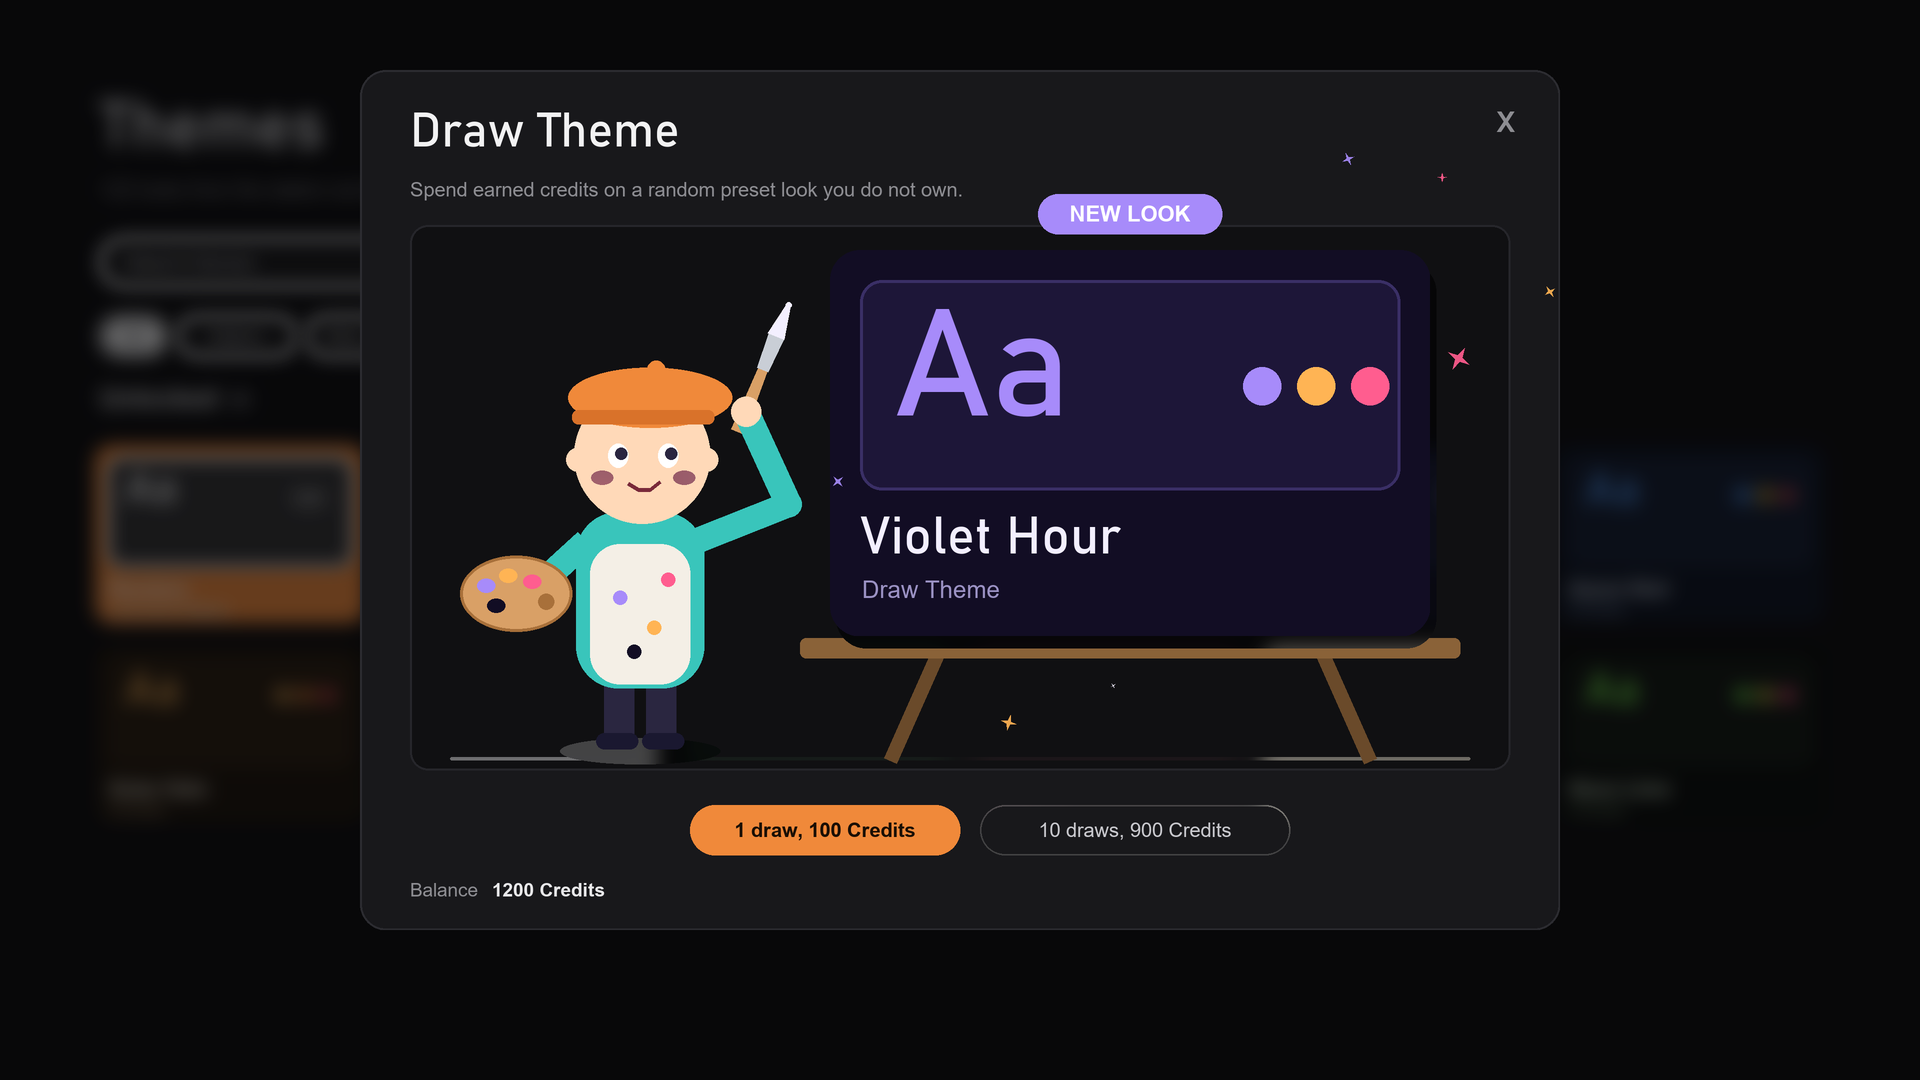 Themes
Draw Theme
X
Spend earned credits on a random preset look you do not own.
NEW LOOK
Aa
Violet Hour
Draw Theme
1 draw, 100 Credits
10 draws, 900 Credits
Balance 1200 Credits